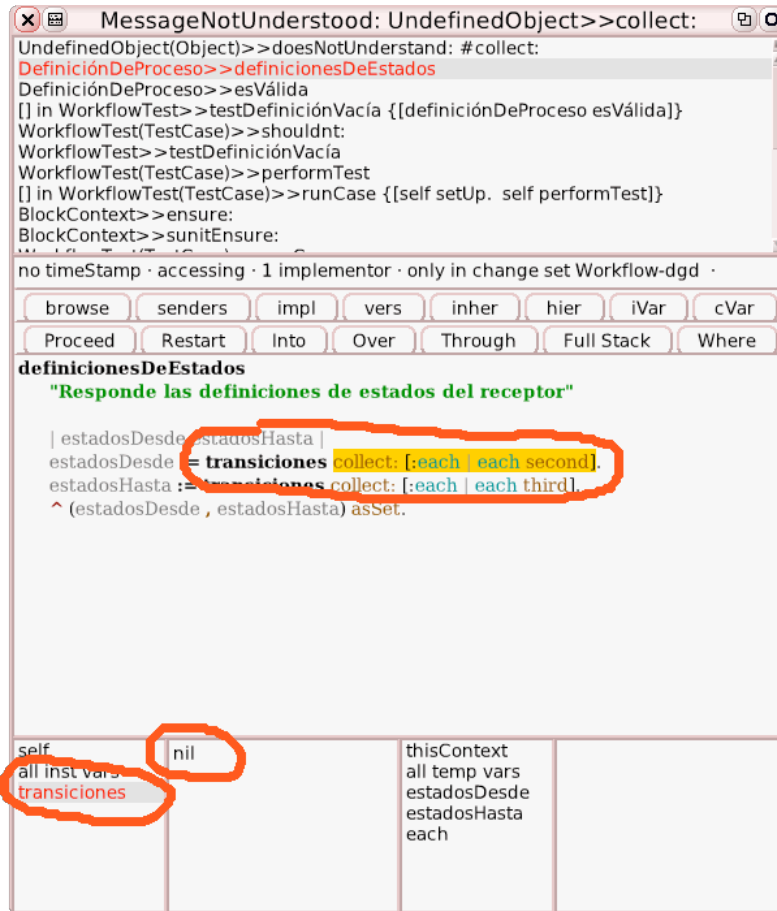 MessageNotUnderstood: UndefinedObject>>collect:
UndefinedObject(Object)>>doesNotUnderstand: #collect:
DefiniciónDeProceso>>definicionesDeEstados
DefiniciónDeProceso>>esVálida
[] in WorkflowTest>>testDefiniciónVacía {[definiciónDeProceso esVálida]}
WorkflowTest(TestCase)>>shouldnt:
WorkflowTest>>testDefiniciónVacía
WorkflowTest(TestCase)>>performTest
[] in WorkflowTest(TestCase)>>runCase {[self setUp.  self performTest]}
BlockContext>>ensure:
BlockContext>>sunitEnsure:
no timeStamp · accessing · 1 implementor · only in change set Workflow-dgd ·
browse senders impl vers inher hier iVar cVar
Proceed Restart Into Over Through Full Stack Where
definicionesDeEstados
"Responde las definiciones de estados del receptor"
| estadosDesde estadosHasta |
estadosDesde := transiciones collect: [:each | each second].
estadosHasta := transiciones collect: [:each | each third].
^ (estadosDesde , estadosHasta) asSet.
self
all inst vars
transiciones
nil
thisContext
all temp vars
estadosDesde
estadosHasta
each